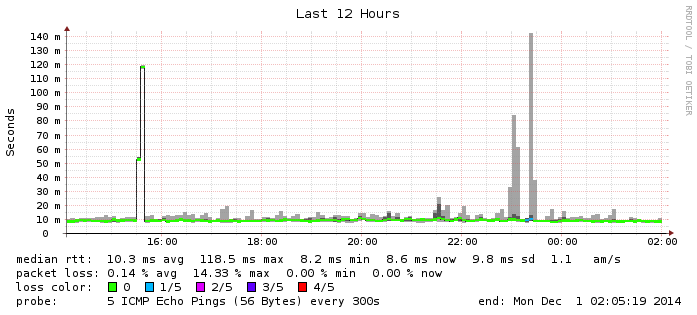 Last 12 Hours
RRDTOOL / TOBI OETIKER
Seconds
140 m
130 m
120 m
110 m
100 m
90 m
80 m
70 m
60 m
50 m
40 m
30 m
20 m
10 m
0
16:00 18:00 20:00 22:00 00:00 02:00
median rtt: 10.3 ms avg 118.5 ms max 8.2 ms min 8.6 ms now 9.8 ms sd 1.1 am/s
packet loss: 0.14 % avg 14.33 % max 0.00 % min 0.00 % now
loss color: 0 1/5 2/5 3/5 4/5
probe: 5 ICMP Echo Pings (56 Bytes) every 300s end: Mon Dec 1 02:05:19 2014